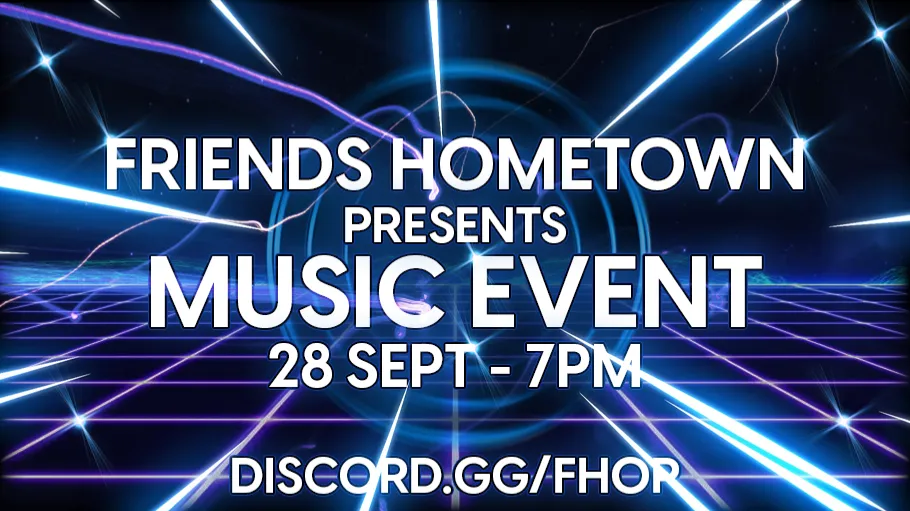 FRIENDS HOMETOWN
PRESENTS
MUSIC EVENT
28 SEPT - 7PM
DISCORD.GG/FHOP